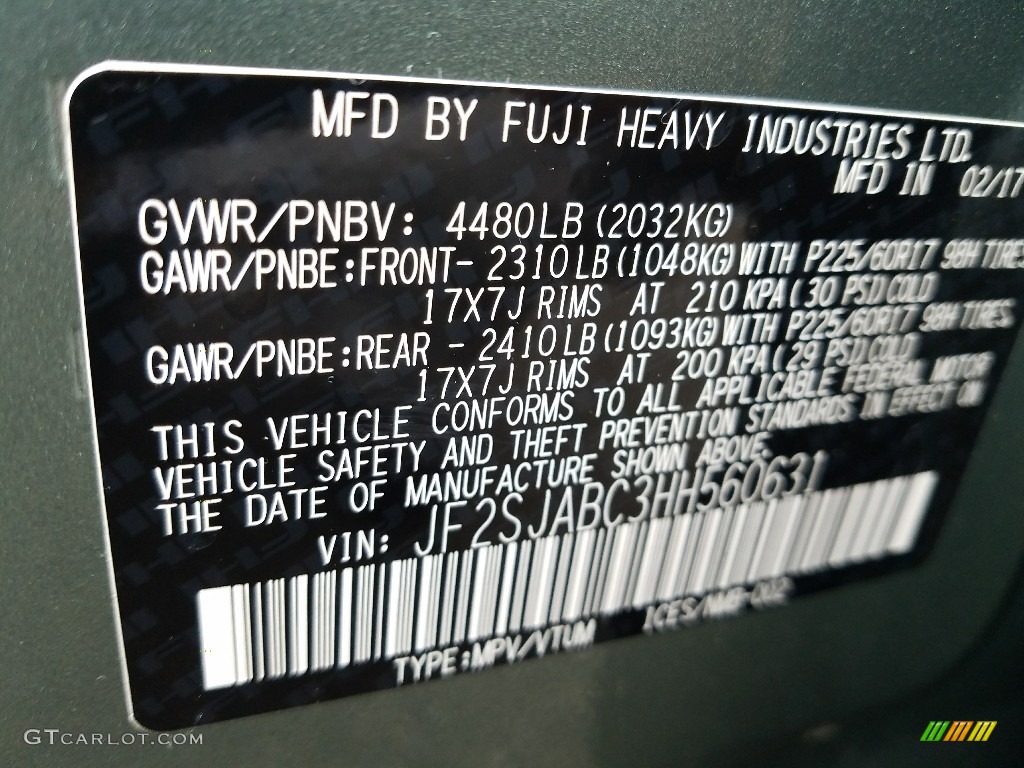 MFD BY FUJI HEAVY INDUSTRIES LTD.
MFD IN 02/17
GVWR/PNBV: 4480LB (2032KG)
GAWR/PNBE:FRONT- 2310LB(1048KG)WITH P225/60R17 98H TIRES
17X7J RIMS AT 210 KPA(30 PSI)COLD
GAWR/PNBE:REAR - 2410LB(1093KG)WITH P225/60R17 98H TIRES
17X7J RIMS AT 200 KPA(29 PSI)COLD
THIS VEHICLE CONFORMS TO ALL APPLICABLE FEDERAL MOTOR
VEHICLE SAFETY AND THEFT PREVENTION STANDARDS IN EFFECT ON
THE DATE OF MANUFACTURE SHOWN ABOVE.
VIN: JF2SJABC3HH560631
TYPE:MPV/VTUM ICES/NMB-002
GTCARLOT.COM